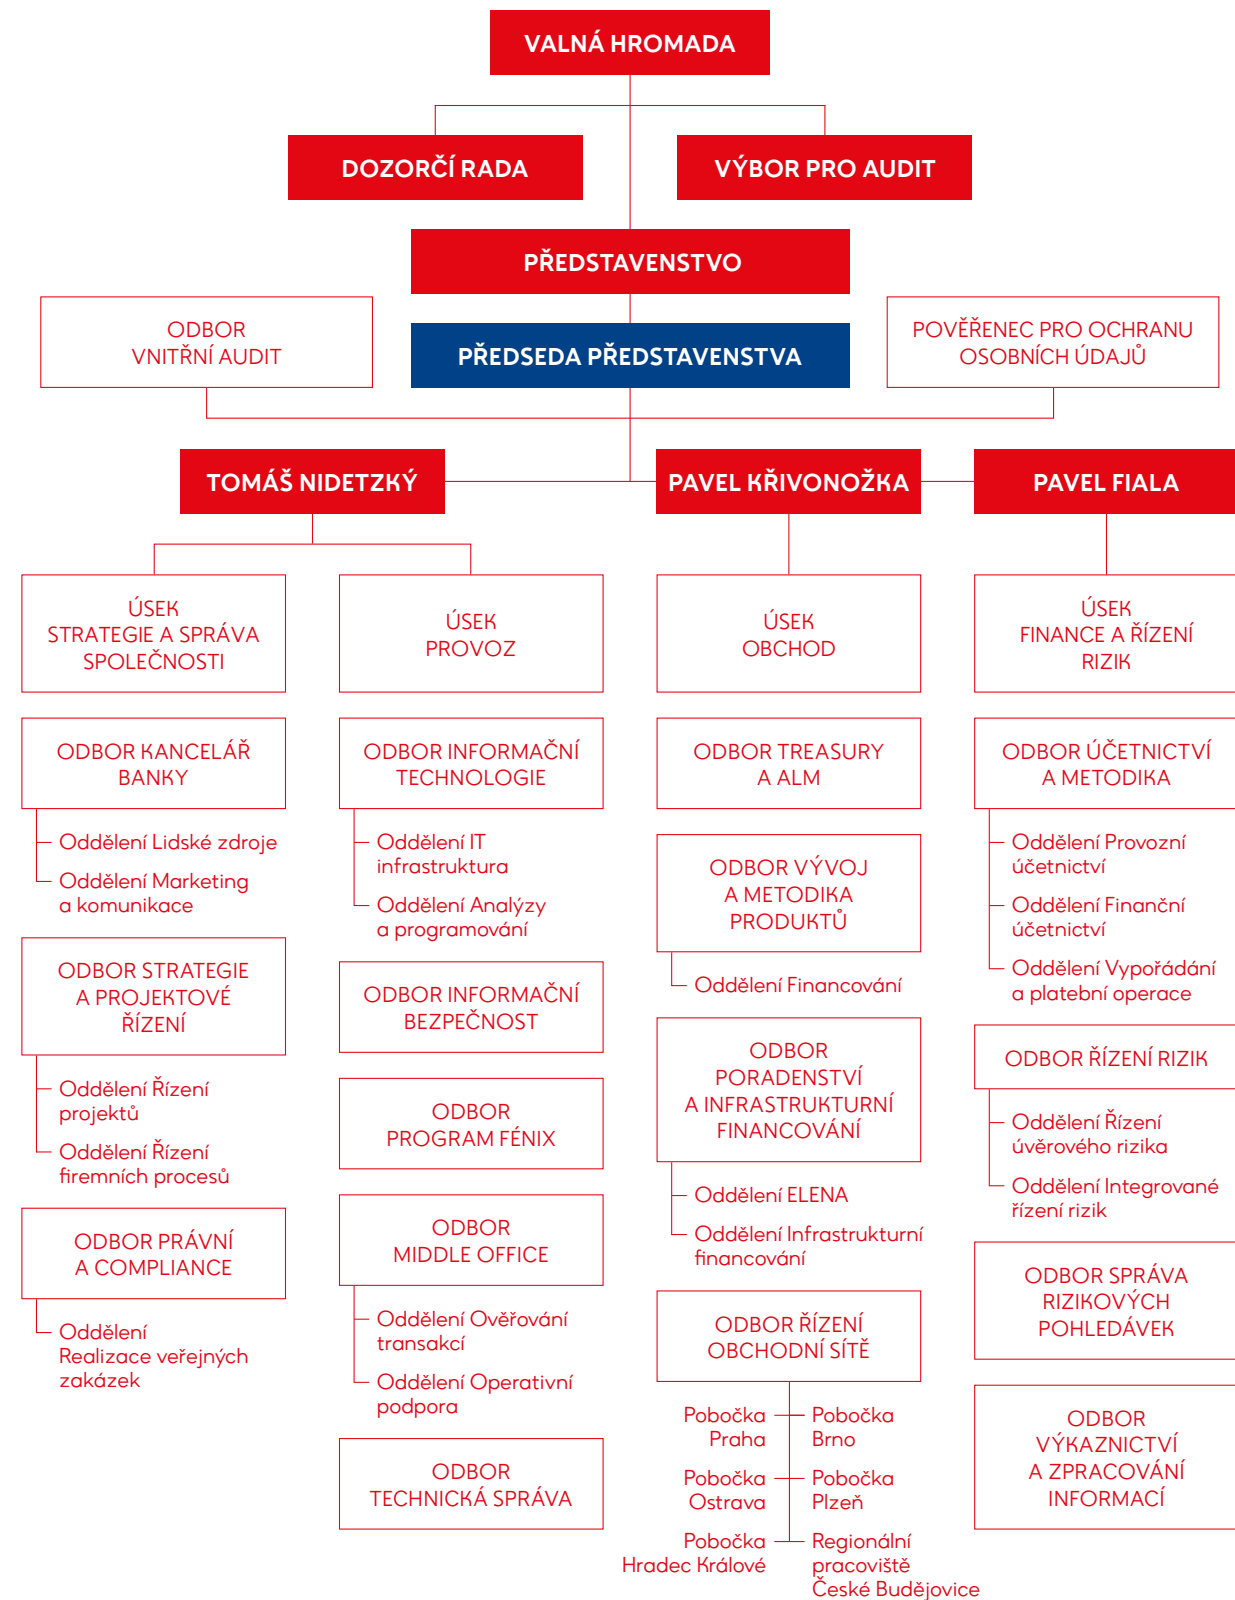 VALNÁ HROMADA
DOZORČÍ RADA
VÝBOR PRO AUDIT
PŘEDSTAVENSTVO
ODBOR
VNITŘNÍ AUDIT
PŘEDSEDA PŘEDSTAVENSTVA
POVĚŘENEC PRO OCHRANU
OSOBNÍCH ÚDAJŮ
TOMÁŠ NIDETZKÝ
PAVEL KŘIVONOŽKA
PAVEL FIALA
ÚSEK
STRATEGIE A SPRÁVA
SPOLEČNOSTI
ODBOR KANCELÁŘ
BANKY
Oddělení Lidské zdroje
Oddělení Marketing
a komunikace
ODBOR STRATEGIE
A PROJEKTOVÉ
ŘÍZENÍ
Oddělení Řízení
projektů
Oddělení Řízení
firemních procesů
ODBOR PRÁVNÍ
A COMPLIANCE
Oddělení
Realizace veřejných
zakázek
ÚSEK
PROVOZ
ODBOR INFORMAČNÍ
TECHNOLOGIE
Oddělení IT
infrastruktura
Oddělení Analýzy
a programování
ODBOR INFORMAČNÍ
BEZPEČNOST
ODBOR
PROGRAM FÉNIX
ODBOR
MIDDLE OFFICE
Oddělení Ověřování
transakcí
Oddělení Operativní
podpora
ODBOR
TECHNICKÁ SPRÁVA
ÚSEK
OBCHOD
ODBOR TREASURY
A ALM
ODBOR VÝVOJ
A METODIKA
PRODUKTŮ
Oddělení Financování
ODBOR
PORADENSTVÍ
A INFRASTRUKTURNÍ
FINANCOVÁNÍ
Oddělení ELENA
Oddělení Infrastrukturní
financování
ODBOR ŘÍZENÍ
OBCHODNÍ SÍTĚ
Pobočka
Praha
Pobočka
Brno
Pobočka
Ostrava
Pobočka
Plzeň
Pobočka
Hradec Králové
Regionální
pracoviště
České Budějovice
ÚSEK
FINANCE A ŘÍZENÍ
RIZIK
ODBOR ÚČETNICTVÍ
A METODIKA
Oddělení Provozní
účetnictví
Oddělení Finanční
účetnictví
Oddělení Vypořádání
a platební operace
ODBOR ŘÍZENÍ RIZIK
Oddělení Řízení
úvěrového rizika
Oddělení Integrované
řízení rizik
ODBOR SPRÁVA
RIZIKOVÝCH
POHLEDÁVEK
ODBOR
VÝKAZNICTVÍ
A ZPRACOVÁNÍ
INFORMACÍ